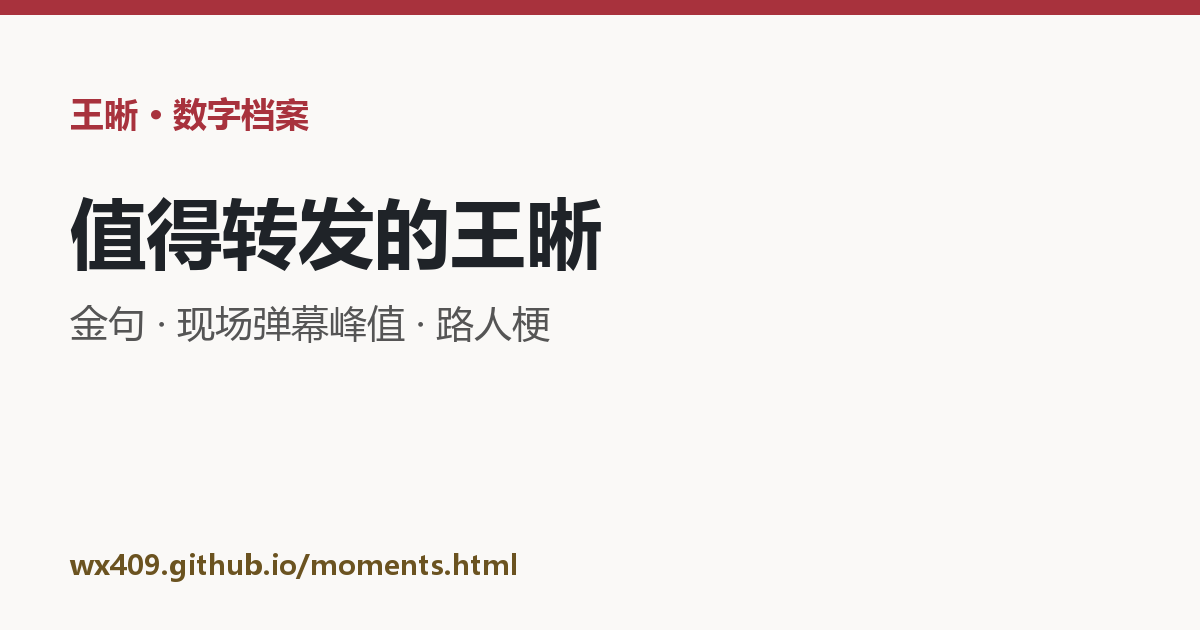 王晰 · 数字档案
值得转发的王晰
金句 · 现场弹幕峰值 · 路人梗
wx409.github.io/moments.html